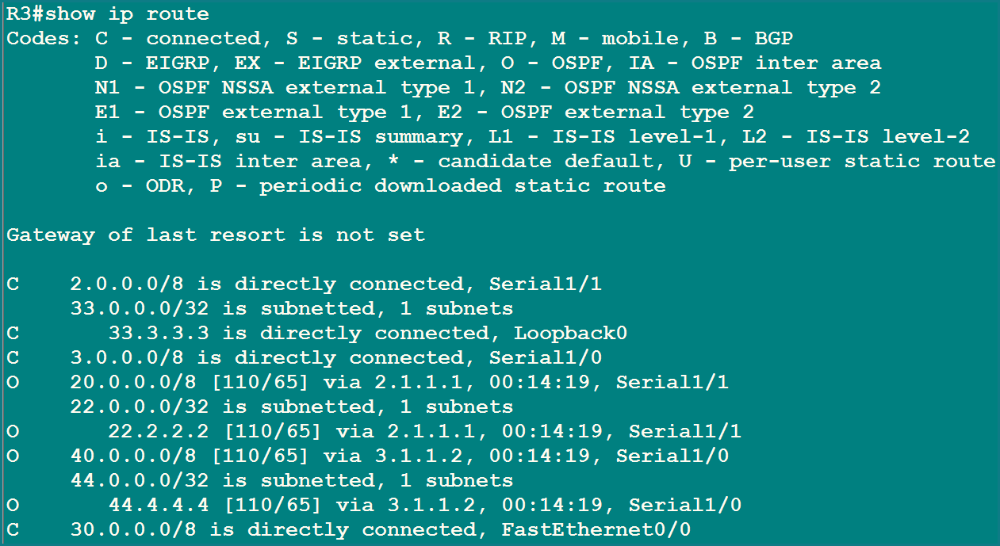 R3#show ip route
Codes: C - connected, S - static, R - RIP, M - mobile, B - BGP
       D - EIGRP, EX - EIGRP external, O - OSPF, IA - OSPF inter area
       N1 - OSPF NSSA external type 1, N2 - OSPF NSSA external type 2
       E1 - OSPF external type 1, E2 - OSPF external type 2
       i - IS-IS, su - IS-IS summary, L1 - IS-IS level-1, L2 - IS-IS level-2
       ia - IS-IS inter area, * - candidate default, U - per-user static route
       o - ODR, P - periodic downloaded static route

Gateway of last resort is not set

C    2.0.0.0/8 is directly connected, Serial1/1
     33.0.0.0/32 is subnetted, 1 subnets
C       33.3.3.3 is directly connected, Loopback0
C    3.0.0.0/8 is directly connected, Serial1/0
O    20.0.0.0/8 [110/65] via 2.1.1.1, 00:14:19, Serial1/1
     22.0.0.0/32 is subnetted, 1 subnets
O       22.2.2.2 [110/65] via 2.1.1.1, 00:14:19, Serial1/1
O    40.0.0.0/8 [110/65] via 3.1.1.2, 00:14:19, Serial1/0
     44.0.0.0/32 is subnetted, 1 subnets
O       44.4.4.4 [110/65] via 3.1.1.2, 00:14:19, Serial1/0
C    30.0.0.0/8 is directly connected, FastEthernet0/0